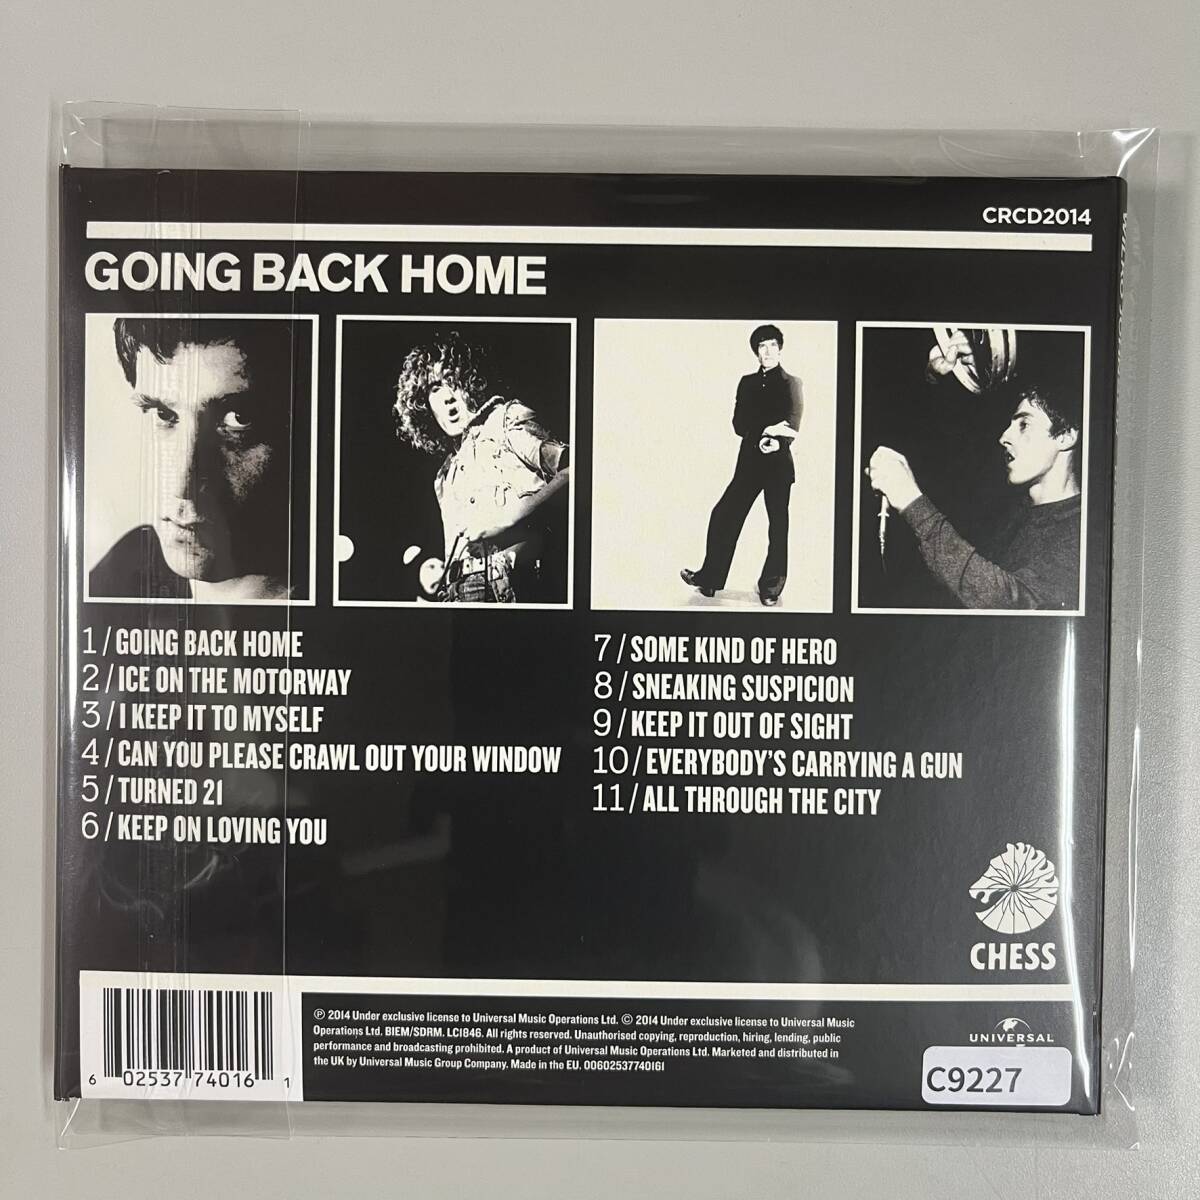 CRCD2014
GOING BACK HOME
1/GOING BACK HOME
2/ICE ON THE MOTORWAY
3/I KEEP IT TO MYSELF
4/CAN YOU PLEASE CRAWL OUT YOUR WINDOW
5/TURNED 21
6/KEEP ON LOVING YOU
7/SOME KIND OF HERO
8/SNEAKING SUSPICION
9/KEEP IT OUT OF SIGHT
10/EVERYBODY'S CARRYING A GUN
11/ALL THROUGH THE CITY
CHESS
6 02537 74016 1
℗ 2014 Under exclusive license to Universal Music Operations Ltd. © 2014 Under exclusive license to Universal Music
Operations Ltd. BIEM/SDRM. LC1846. All rights reserved. Unauthorised copying, reproduction, hiring, lending, public
performance and broadcasting prohibited. A product of Universal Music Operations Ltd. Marketed and distributed in
the UK by Universal Music Group Company. Made in the EU. 00602537740161
UNIVERSAL
C9227